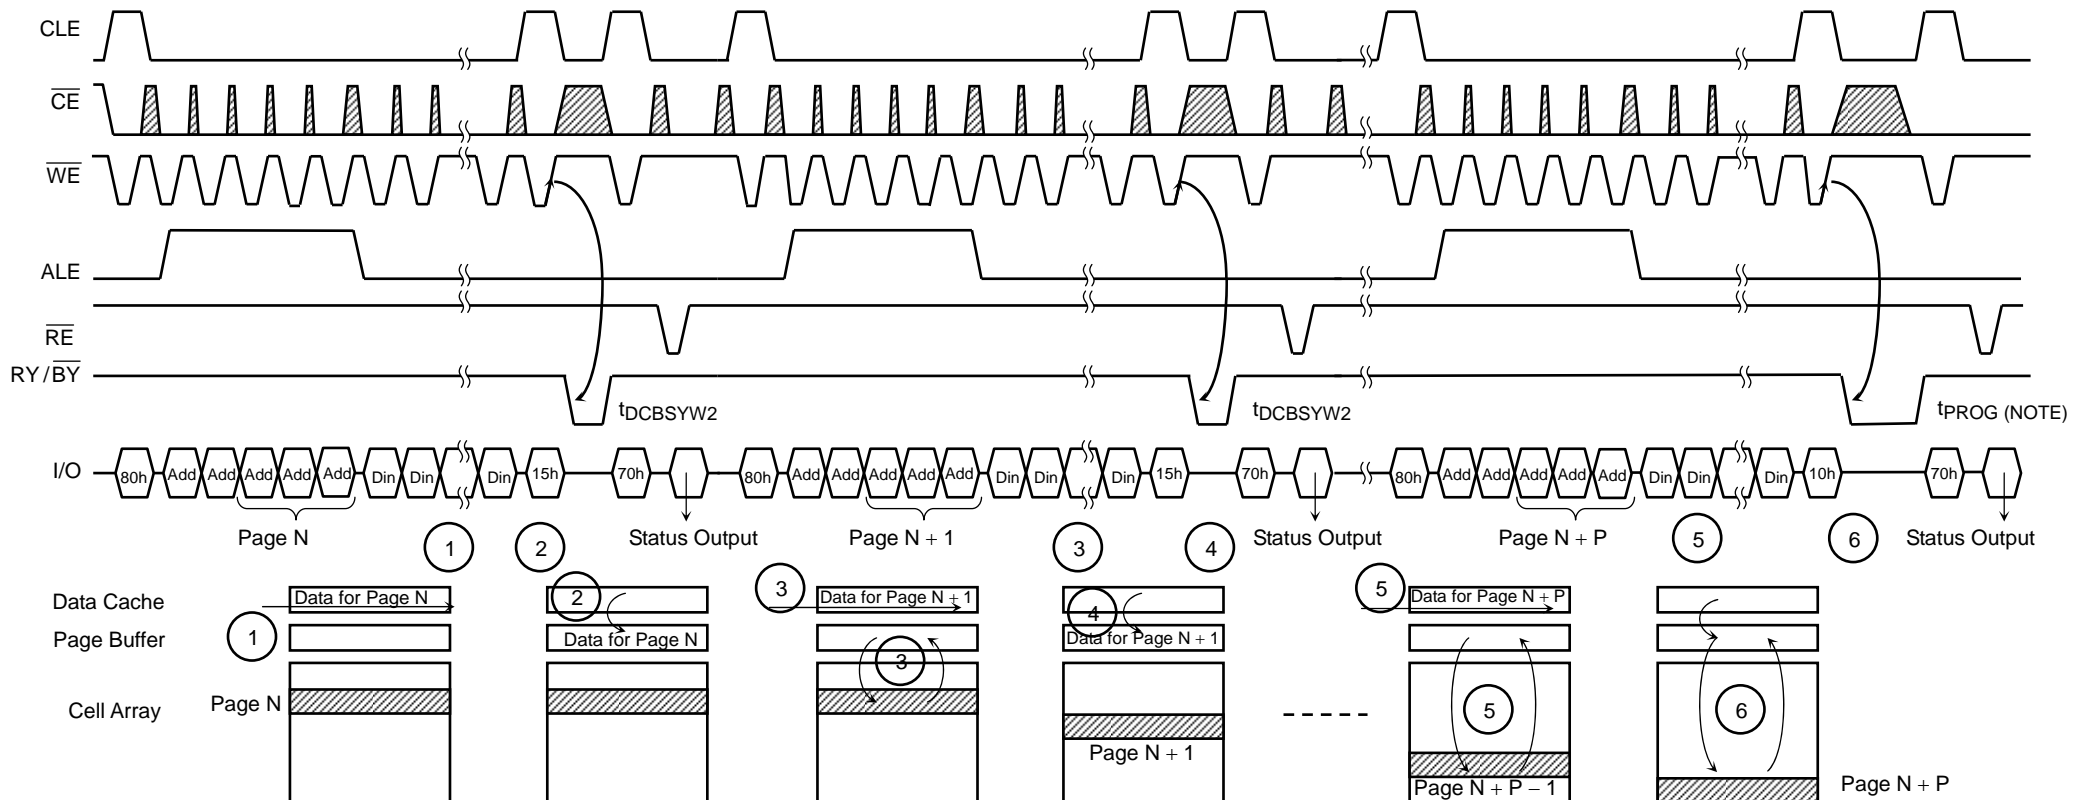 CLE
CE
WE
ALE
RE
RY/BY
tDCBSYW2 tDCBSYW2 tPROG (NOTE)
I/O 80h Add Add Add Add Add Din Din Din 15h 70h 80h Add Add Add Add Add Din Din Din 15h 70h 80h Add Add Add Add Add Din Din Din 10h 70h
Page N 1 2 Status Output Page N + 1 3 4 Status Output Page N + P 5 6 Status Output
Data Cache Data for Page N 2 3 Data for Page N + 1 4 5 Data for Page N + P
Page Buffer 1 Data for Page N 3 Data for Page N + 1
Cell Array Page N 5 6
Page N + 1
Page N + P − 1 Page N + P